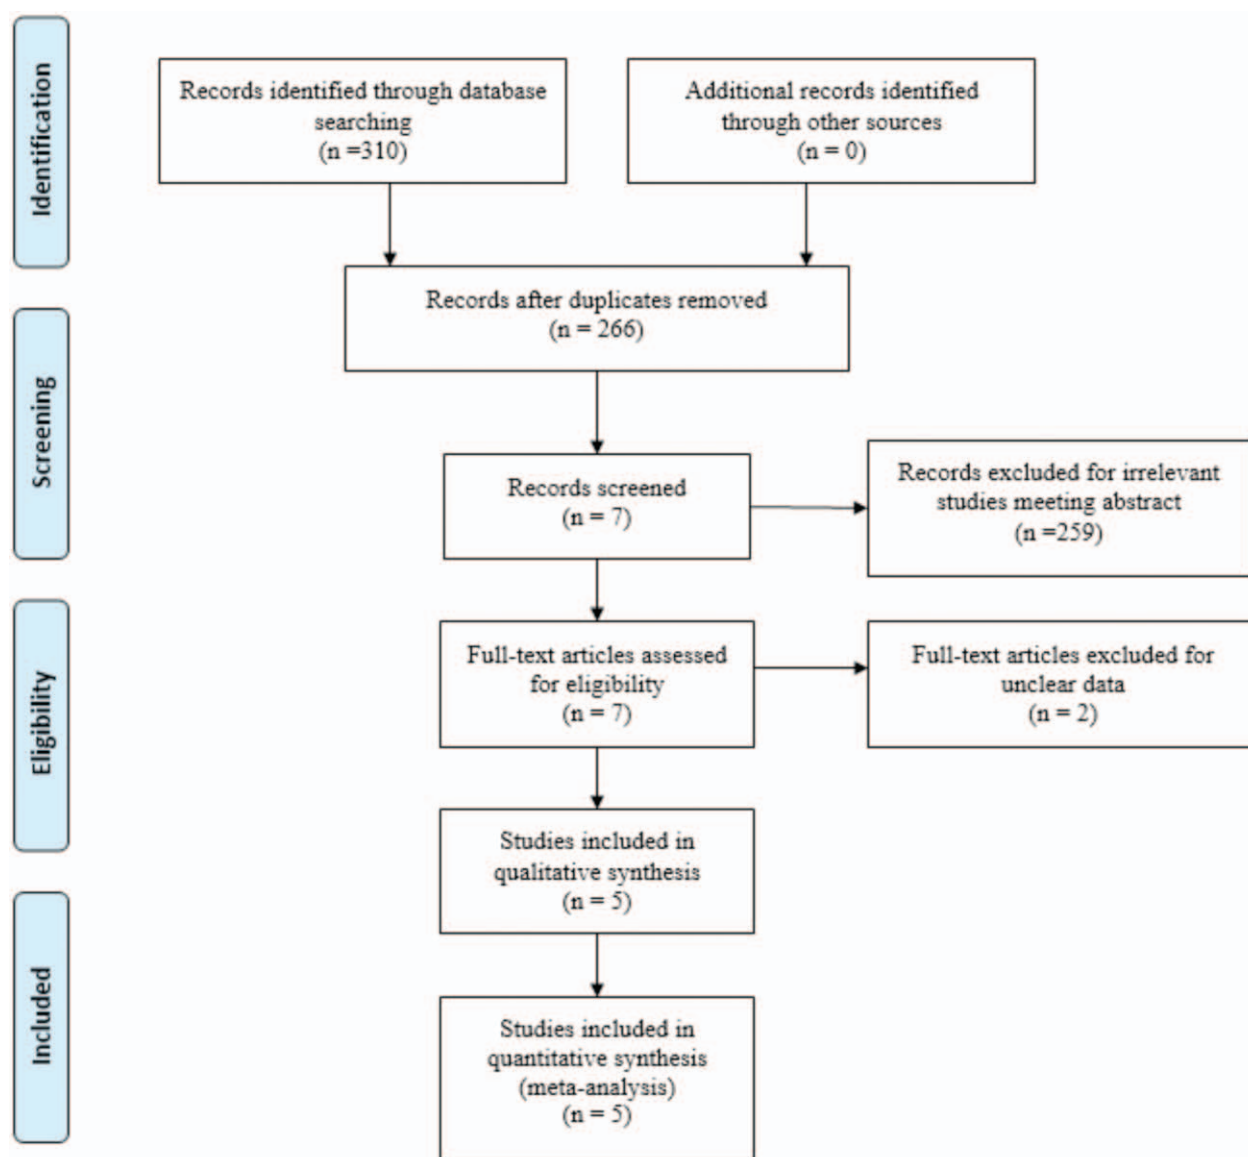 Identification
Records identified through database
searching
(n =310)
Additional records identified
through other sources
(n = 0)
Records after duplicates removed
(n = 266)
Screening
Records screened
(n = 7)
Records excluded for irrelevant
studies meeting abstract
(n =259)
Eligibility
Full-text articles assessed
for eligibility
(n = 7)
Full-text articles excluded for
unclear data
(n = 2)
Studies included in
qualitative synthesis
(n = 5)
Included
Studies included in
quantitative synthesis
(meta-analysis)
(n = 5)